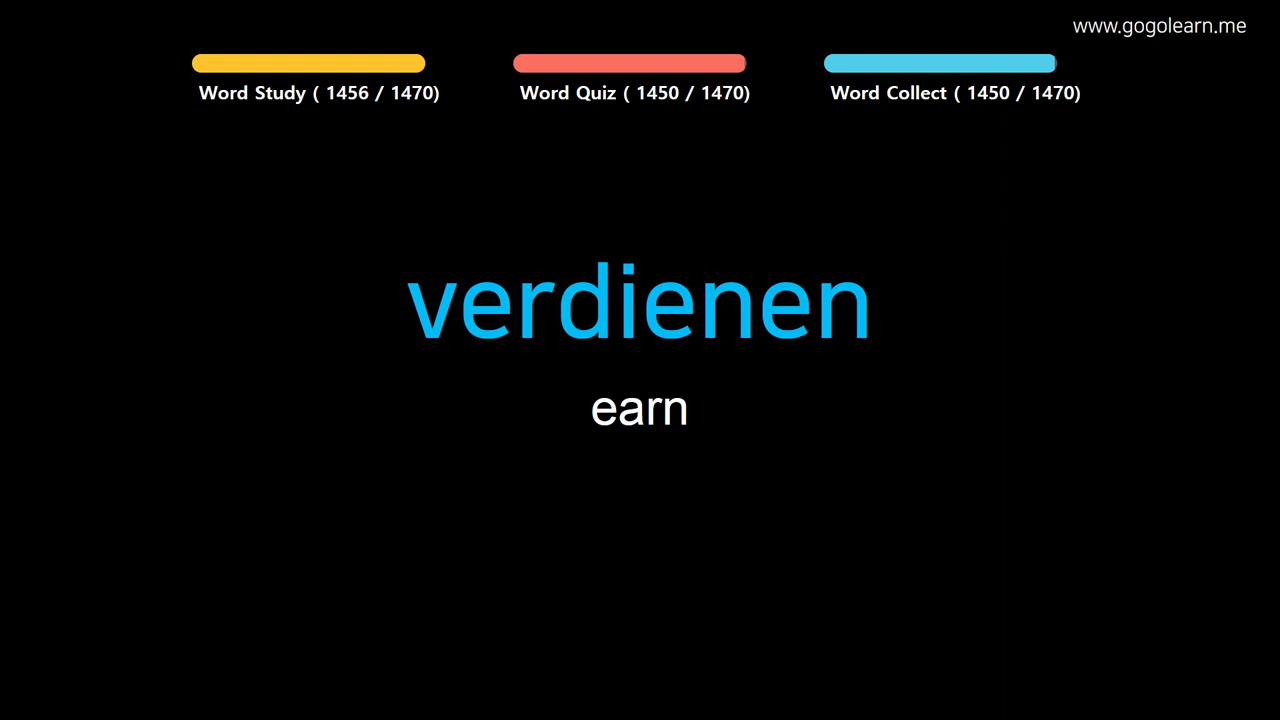 www.gogolearn.me
Word Study ( 1456 / 1470)
Word Quiz ( 1450 / 1470)
Word Collect ( 1450 / 1470)
verdienen
earn